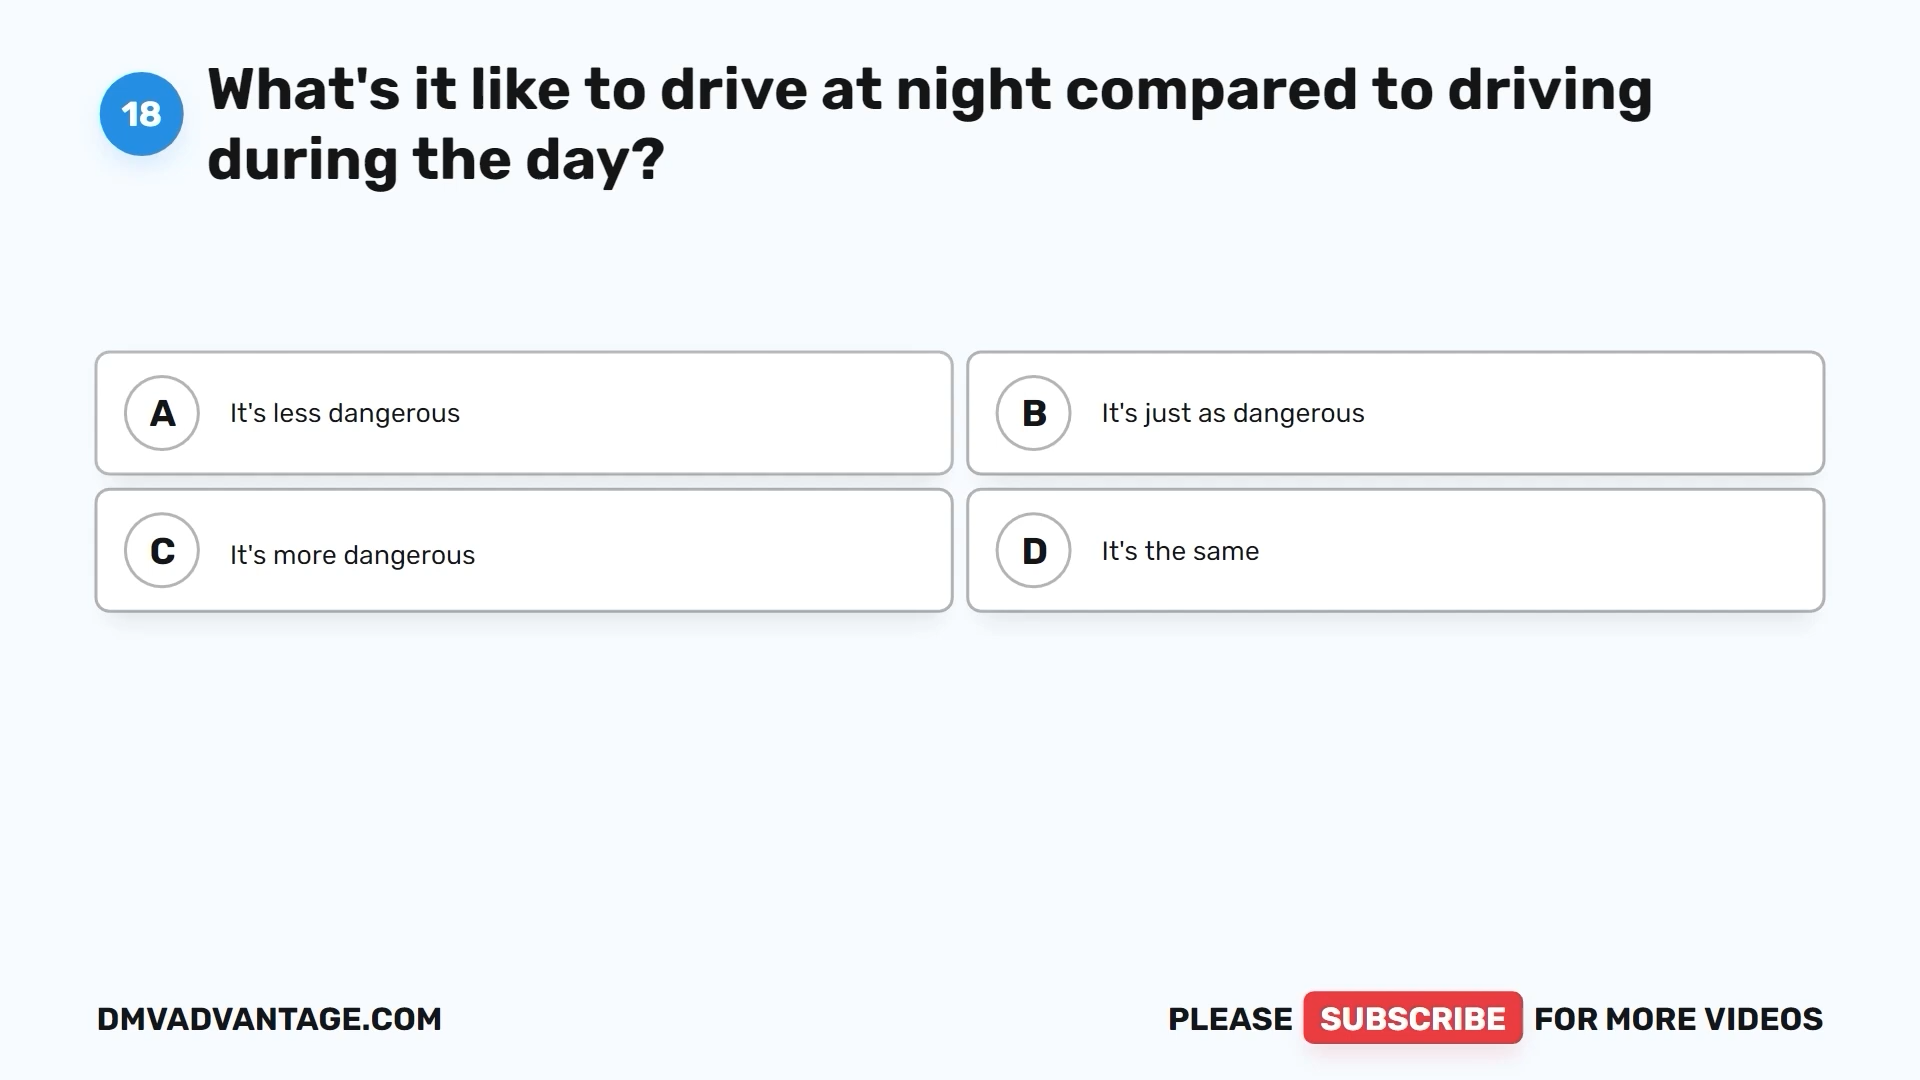 18
What's it like to drive at night compared to driving
during the day?
A It's less dangerous
B It's just as dangerous
C It's more dangerous
D It's the same
DMVADVANTAGE.COM
PLEASE SUBSCRIBE FOR MORE VIDEOS